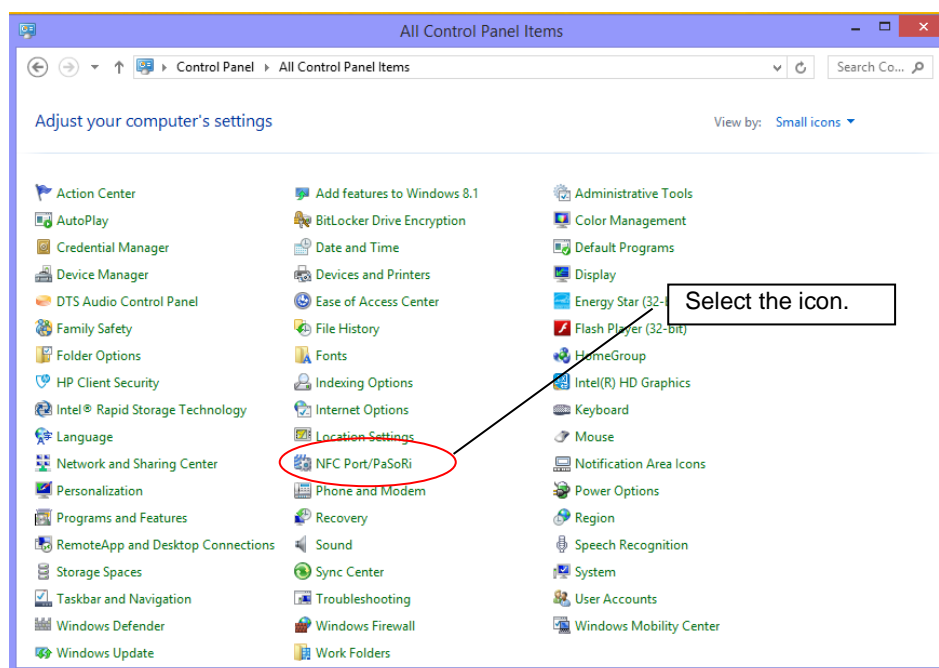 All Control Panel Items
Control Panel All Control Panel Items
Search Co...
Adjust your computer's settings
View by: Small icons
Action Center Add features to Windows 8.1 Administrative Tools
AutoPlay BitLocker Drive Encryption Color Management
Credential Manager Date and Time Default Programs
Device Manager Devices and Printers Display
DTS Audio Control Panel Ease of Access Center Energy Star (32-
Select the icon.
Family Safety File History Flash Player (32-bit)
Folder Options Fonts HomeGroup
HP Client Security Indexing Options Intel(R) HD Graphics
Intel® Rapid Storage Technology Internet Options Keyboard
Language Location Settings Mouse
Network and Sharing Center NFC Port/PaSoRi Notification Area Icons
Personalization Phone and Modem Power Options
Programs and Features Recovery Region
RemoteApp and Desktop Connections Sound Speech Recognition
Storage Spaces Sync Center System
Taskbar and Navigation Troubleshooting User Accounts
Windows Defender Windows Firewall Windows Mobility Center
Windows Update Work Folders